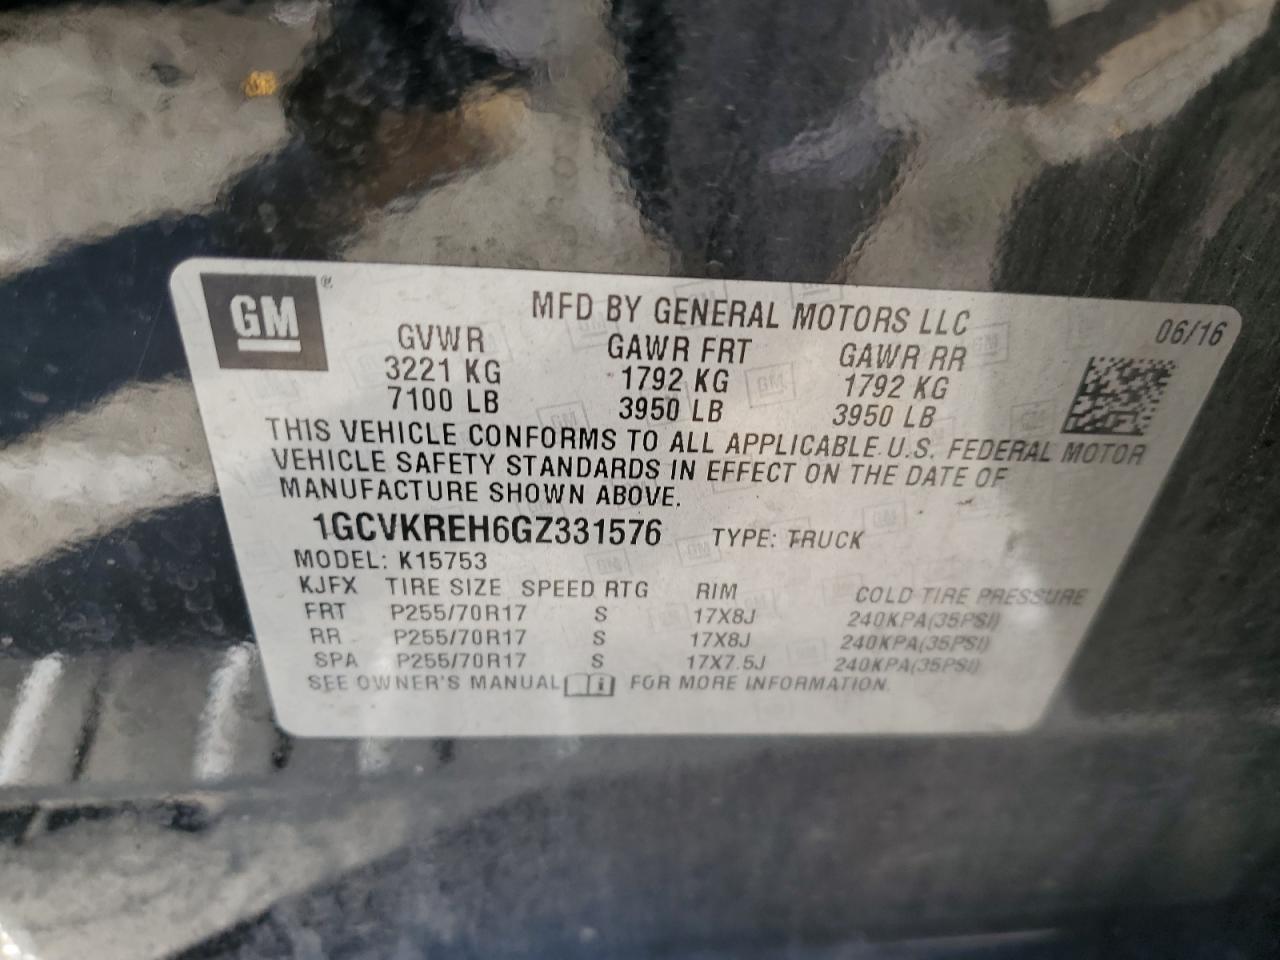 GM®
MFD BY GENERAL MOTORS LLC
06/16
GVWR GAWR FRT GAWR RR
3221 KG 1792 KG 1792 KG
7100 LB 3950 LB 3950 LB
THIS VEHICLE CONFORMS TO ALL APPLICABLE U.S. FEDERAL MOTOR
VEHICLE SAFETY STANDARDS IN EFFECT ON THE DATE OF
MANUFACTURE SHOWN ABOVE.
1GCVKREH6GZ331576 TYPE: TRUCK
MODEL: K15753
KJFX TIRE SIZE SPEED RTG RIM COLD TIRE PRESSURE
FRT P255/70R17 S 17X8J 240KPA(35PSI)
RR P255/70R17 S 17X8J 240KPA(35PSI)
SPA P255/70R17 S 17X7.5J 240KPA(35PSI)
SEE OWNER'S MANUAL i FOR MORE INFORMATION.